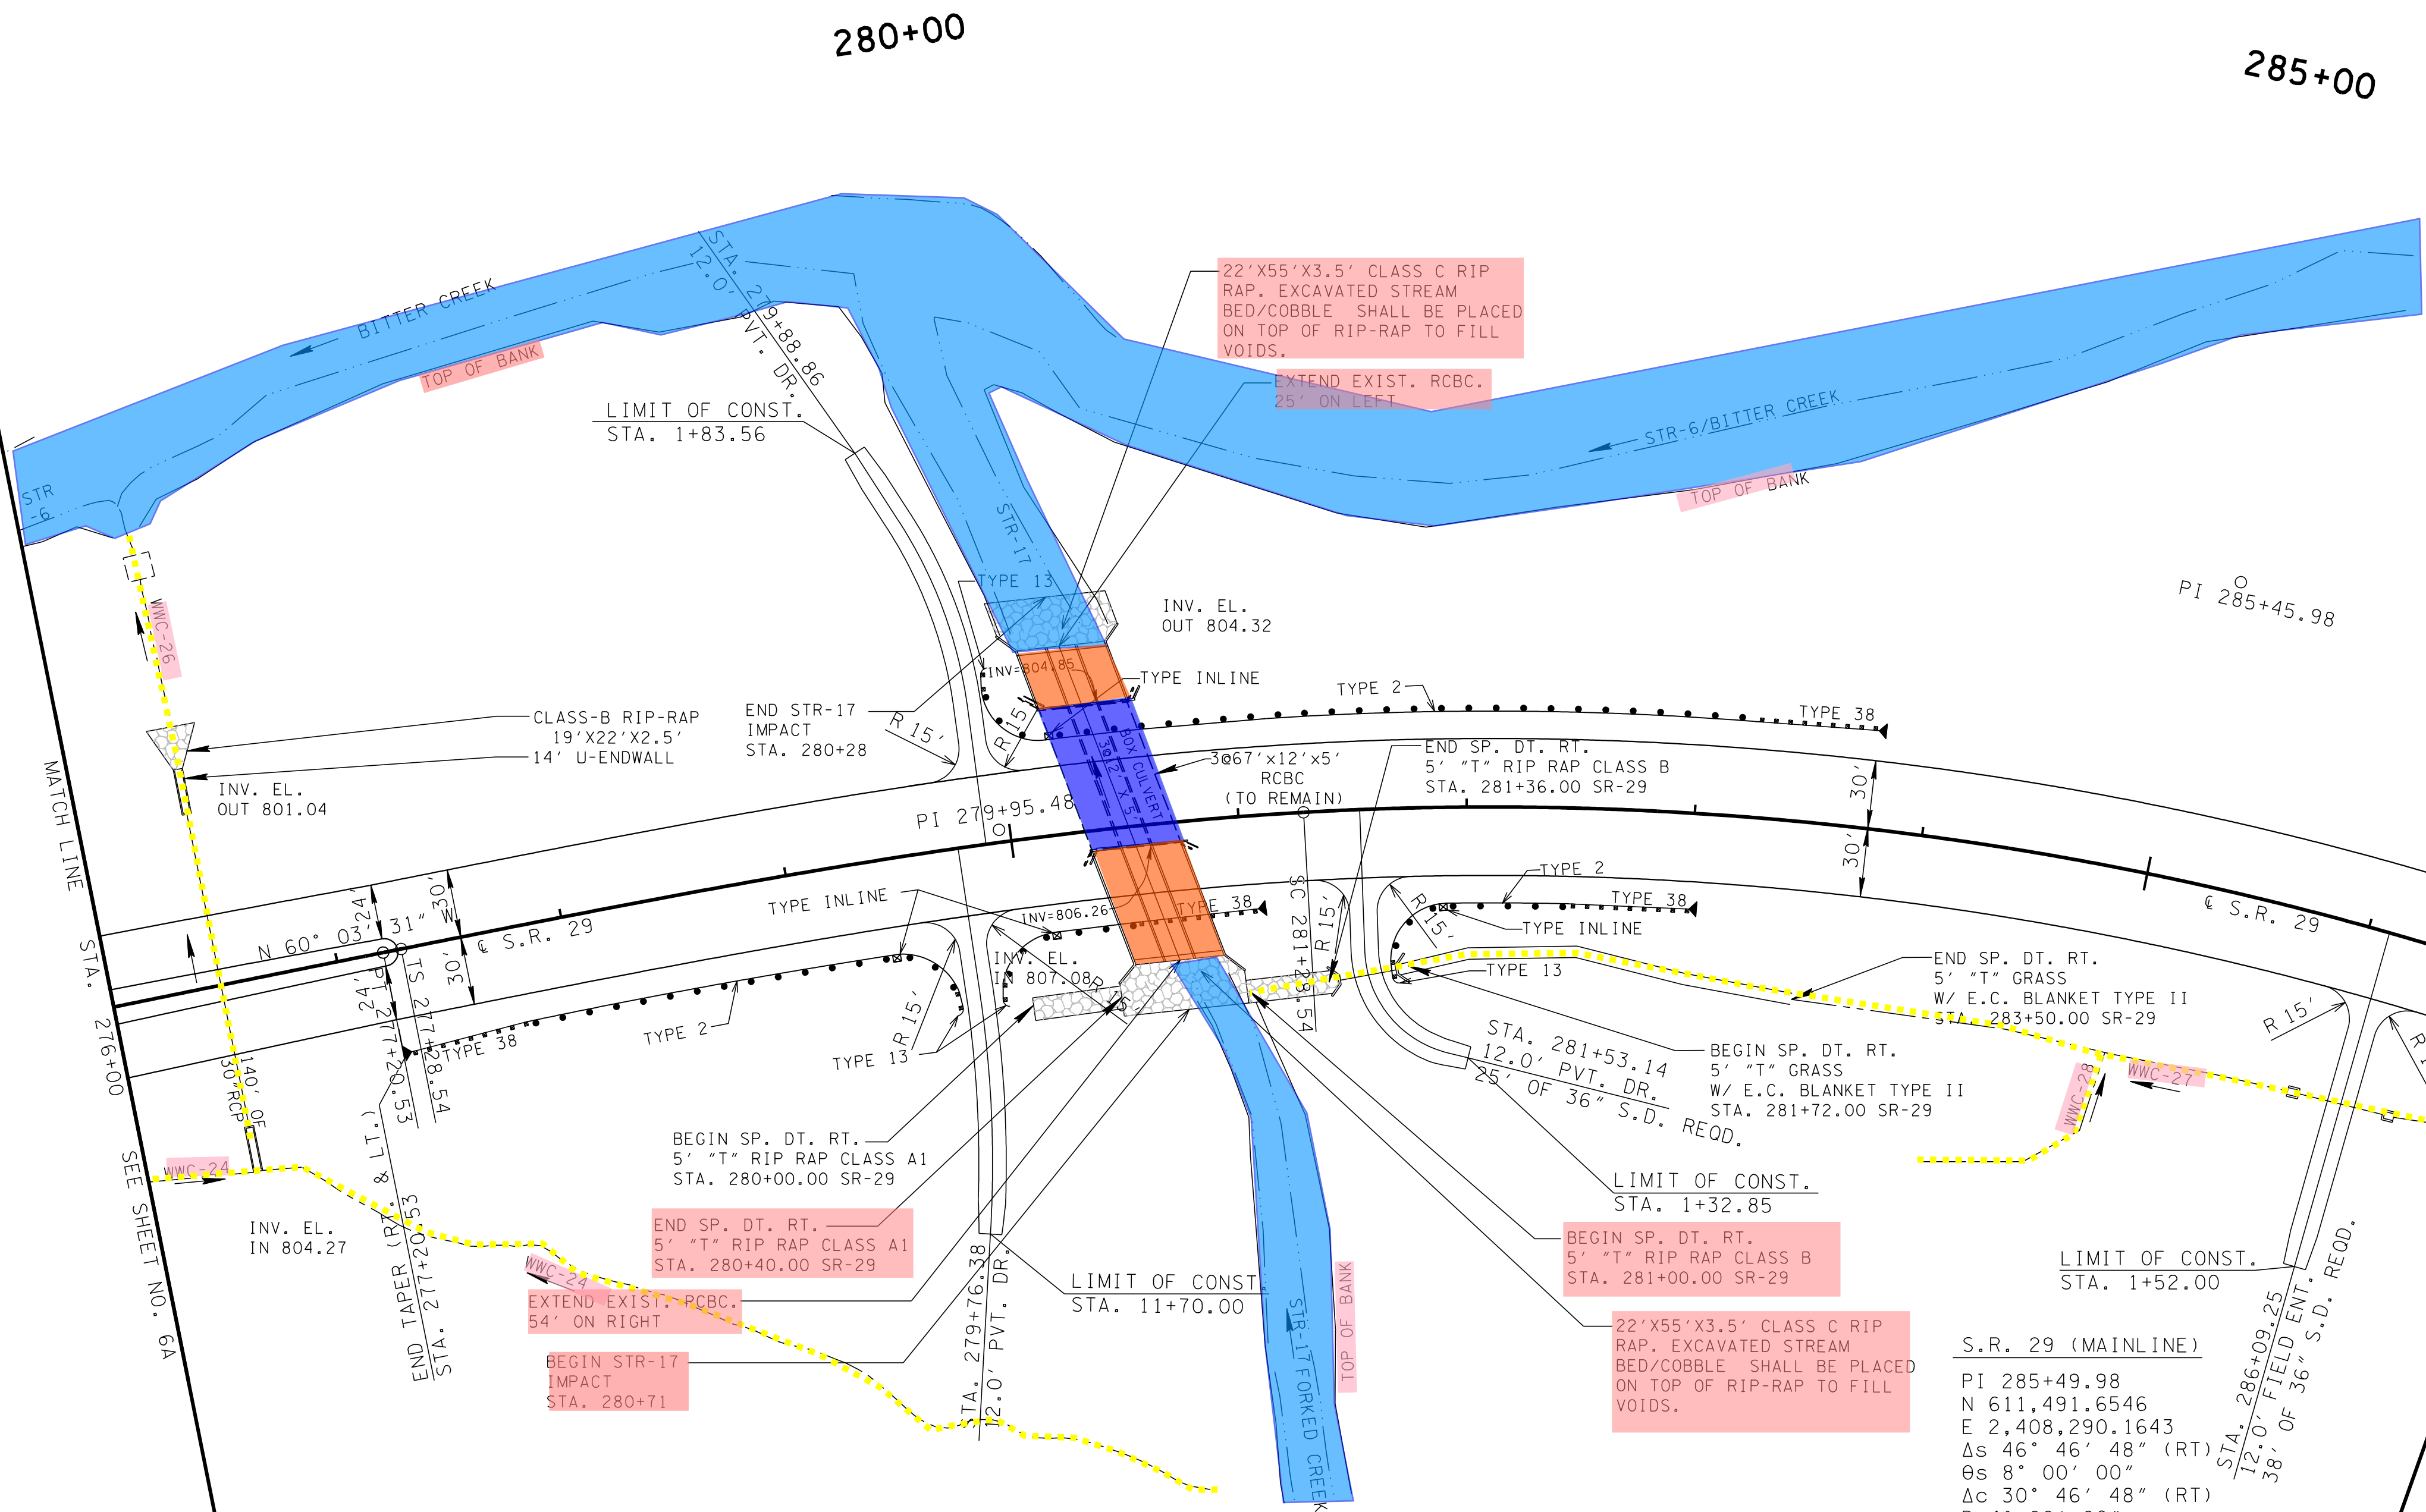 280+00
285+00
22'X55'X3.5' CLASS C RIP
RAP. EXCAVATED STREAM
BED/COBBLE SHALL BE PLACED
ON TOP OF RIP-RAP TO FILL
VOIDS.
EXTEND EXIST. RCBC.
25' ON LEFT
STA. 279+88.86
12.0' PVT. DR.
BITTER CREEK
TOP OF BANK
LIMIT OF CONST.
STA. 1+83.56
STR-6/BITTER CREEK
TOP OF BANK
STR
-6
STR-17
TYPE 13
INV. EL.
OUT 804.32
PI 285+45.98
WWC-26
INV=804.85
TYPE INLINE
TYPE 2
TYPE 38
CLASS-B RIP-RAP
19'X22'X2.5'
14' U-ENDWALL
END STR-17
IMPACT
STA. 280+28
R 15'
R 15'
BOX CULVERT
3@12' X 5'
3@67'x12'x5'
RCBC
(TO REMAIN)
END SP. DT. RT.
5' "T" RIP RAP CLASS B
STA. 281+36.00 SR-29
30'
30'
INV. EL.
OUT 801.04
PI 279+95.48
MATCH LINE STA. 276+00 SEE SHEET NO. 6A
24'
30'
N 60° 03' 31" W
℄ S.R. 29
24'
30'
TYPE INLINE
INV=806.26
TYPE 38
SC 281+28.54
R 15'
R 15'
TYPE 2
TYPE 38
TYPE INLINE
TYPE 13
℄ S.R. 29
INV. EL.
IN 807.08
R 15'
R 15'
END SP. DT. RT.
5' "T" GRASS
W/ E.C. BLANKET TYPE II
STA. 283+50.00 SR-29
R 15'
TYPE 38
TYPE 2
TYPE 13
TP 277+20.53
ST 277+28.54
140' OF
30"RCP
STA. 281+53.14
12.0' PVT. DR.
25' OF 36" S.D. REQD.
BEGIN SP. DT. RT.
5' "T" GRASS
W/ E.C. BLANKET TYPE II
STA. 281+72.00 SR-29
WWC-28
WWC-27
BEGIN SP. DT. RT.
5' "T" RIP RAP CLASS A1
STA. 280+00.00 SR-29
WWC-24
INV. EL.
IN 804.27
END TAPER (RT. & LT.)
STA. 277+20.53
LIMIT OF CONST.
STA. 1+32.85
END SP. DT. RT.
5' "T" RIP RAP CLASS A1
STA. 280+40.00 SR-29
BEGIN SP. DT. RT.
5' "T" RIP RAP CLASS B
STA. 281+00.00 SR-29
WWC-24
LIMIT OF CONST.
STA. 11+70.00
LIMIT OF CONST.
STA. 1+52.00
EXTEND EXIST. RCBC.
54' ON RIGHT
STA. 279+76.38
12.0' PVT. DR.
STR-17FORKED CREEK
TOP OF BANK
22'X55'X3.5' CLASS C RIP
RAP. EXCAVATED STREAM
BED/COBBLE SHALL BE PLACED
ON TOP OF RIP-RAP TO FILL
VOIDS.
BEGIN STR-17
IMPACT
STA. 280+71
STA. 286+09.25
12.0' FIELD ENT.
38' OF 36" S.D. REQD.
S.R. 29 (MAINLINE)
PI 285+49.98
N 611,491.6546
E 2,408,290.1643
Δs 46° 46' 48" (RT)
θs 8° 00' 00"
Δc 30° 46' 48" (RT)